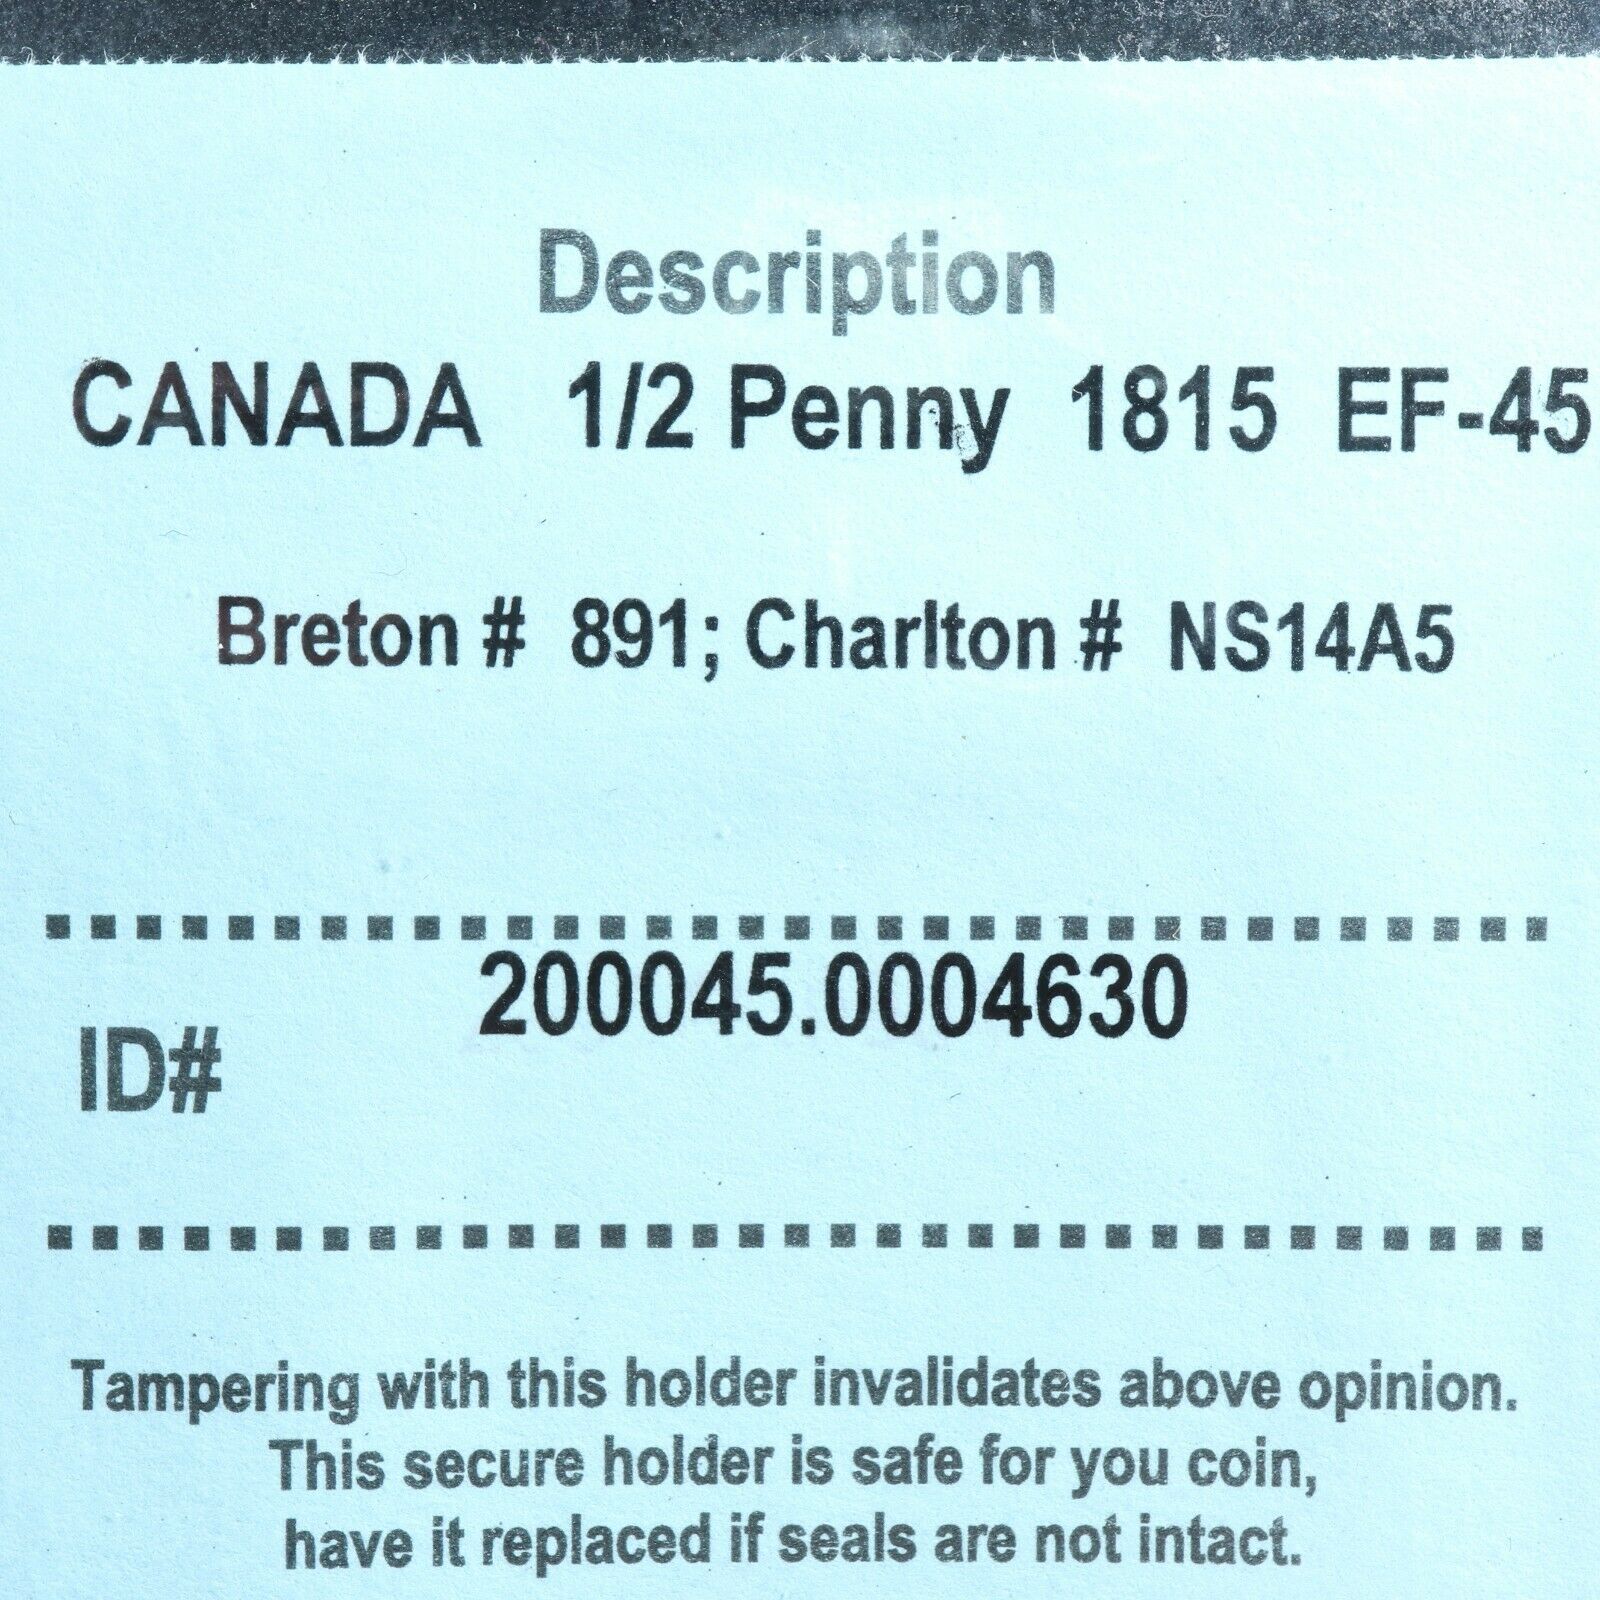 Description
CANADA 1/2 Penny 1815 EF-45
Breton # 891; Charlton # NS14A5
200045.0004630
ID#
Tampering with this holder invalidates above opinion.
This secure holder is safe for you coin,
have it replaced if seals are not intact.